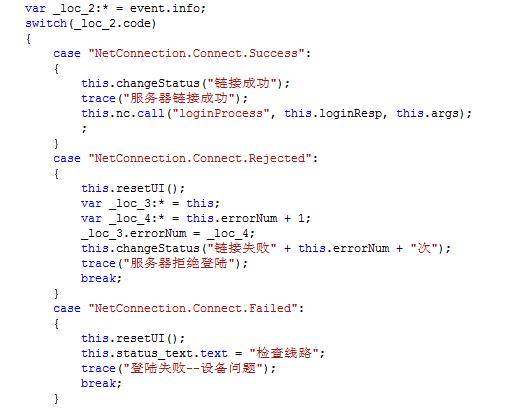 var _loc_2:* = event.info;
switch(_loc_2.code)
{
    case "NetConnection.Connect.Success":
    {
        this.changeStatus("链接成功");
        trace("服务器链接成功");
        this.nc.call("loginProcess", this.loginResp, this.args);
        ;
    }
    case "NetConnection.Connect.Rejected":
    {
        this.resetUI();
        var _loc_3:* = this;
        var _loc_4:* = this.errorNum + 1;
        _loc_3.errorNum = _loc_4;
        this.changeStatus("链接失败" + this.errorNum + "次");
        trace("服务器拒绝登陆");
        break;
    }
    case "NetConnection.Connect.Failed":
    {
        this.resetUI();
        this.status_text.text = "检查线路";
        trace("登陆失败--设备问题");
        break;
    }